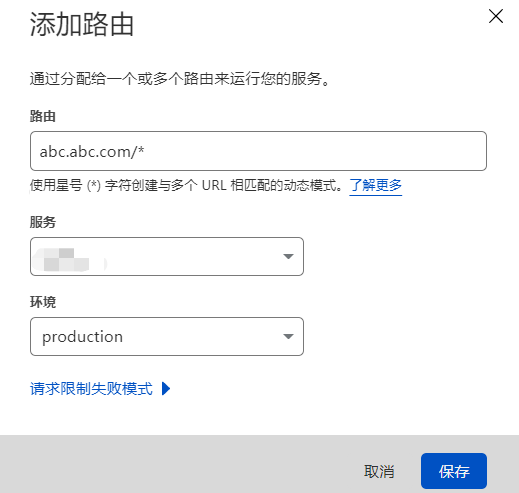 添加路由
通过分配给一个或多个路由来运行您的服务。
路由
abc.abc.com/*
使用星号 (*) 字符创建与多个 URL 相匹配的动态模式。了解更多
服务
环境
production
请求限制失败模式
取消 保存